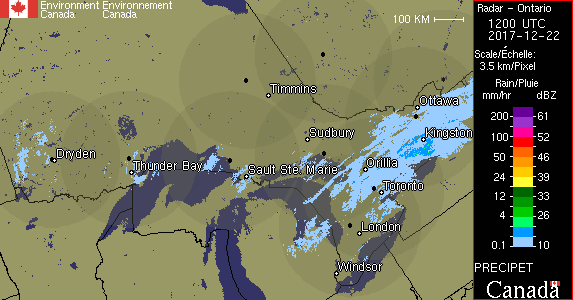 Environment Environnement
Canada Canada
100 KM
Timmins
Ottawa
Sudbury
Kingston
Dryden
Thunder Bay
Sault Ste. Marie
Orillia
Toronto
London
Windsor
Radar - Ontario
1200 UTC
2017-12-22
Scale/Échelle:
3.5 km/Pixel
Rain/Pluie
mm/hr dBZ
200 61
100 52
50 46
24 39
12 33
4 26
1 20
0.1 10
PRECIPET
Canada